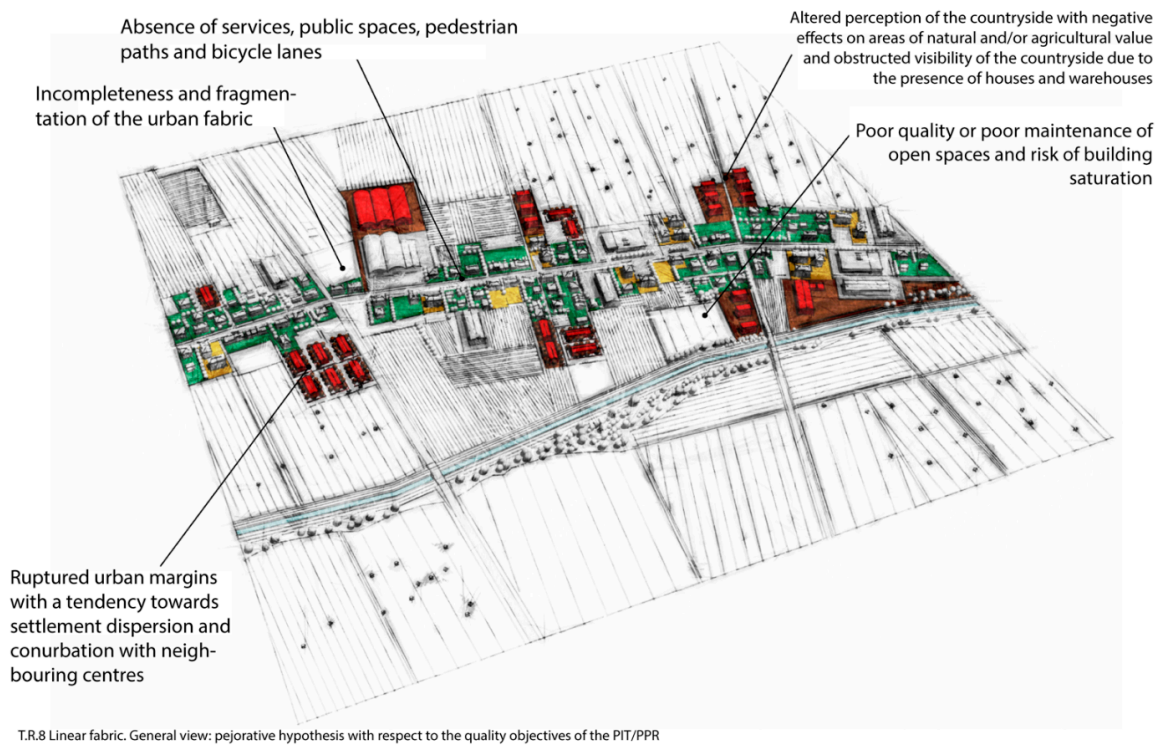 Absence of services, public spaces, pedestrian
paths and bicycle lanes
Altered perception of the countryside with negative
effects on areas of natural and/or agricultural value
and obstructed visibility of the countryside due to
the presence of houses and warehouses
Incompleteness and fragmen-
tation of the urban fabric
Poor quality or poor maintenance of
open spaces and risk of building
saturation
Ruptured urban margins
with a tendency towards
settlement dispersion and
conurbation with neigh-
bouring centres
T.R.8 Linear fabric. General view: pejorative hypothesis with respect to the quality objectives of the PIT/PPR